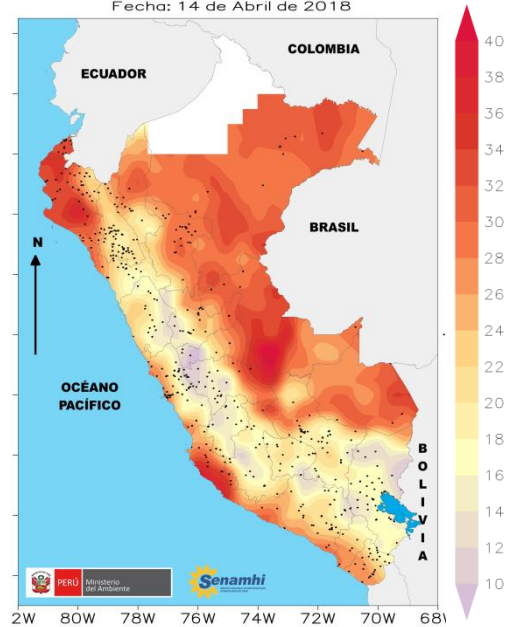 Fecha: 14 de Abril de 2018
COLOMBIA
ECUADOR
BRASIL
N
OCÉANO
PACÍFICO
BOLIVIA
40
38
36
34
32
30
28
26
24
22
20
18
16
14
12
10
PERÚ
Ministerio
del Ambiente
Senamhi
2W 80W 78W 76W 74W 72W 70W 68W